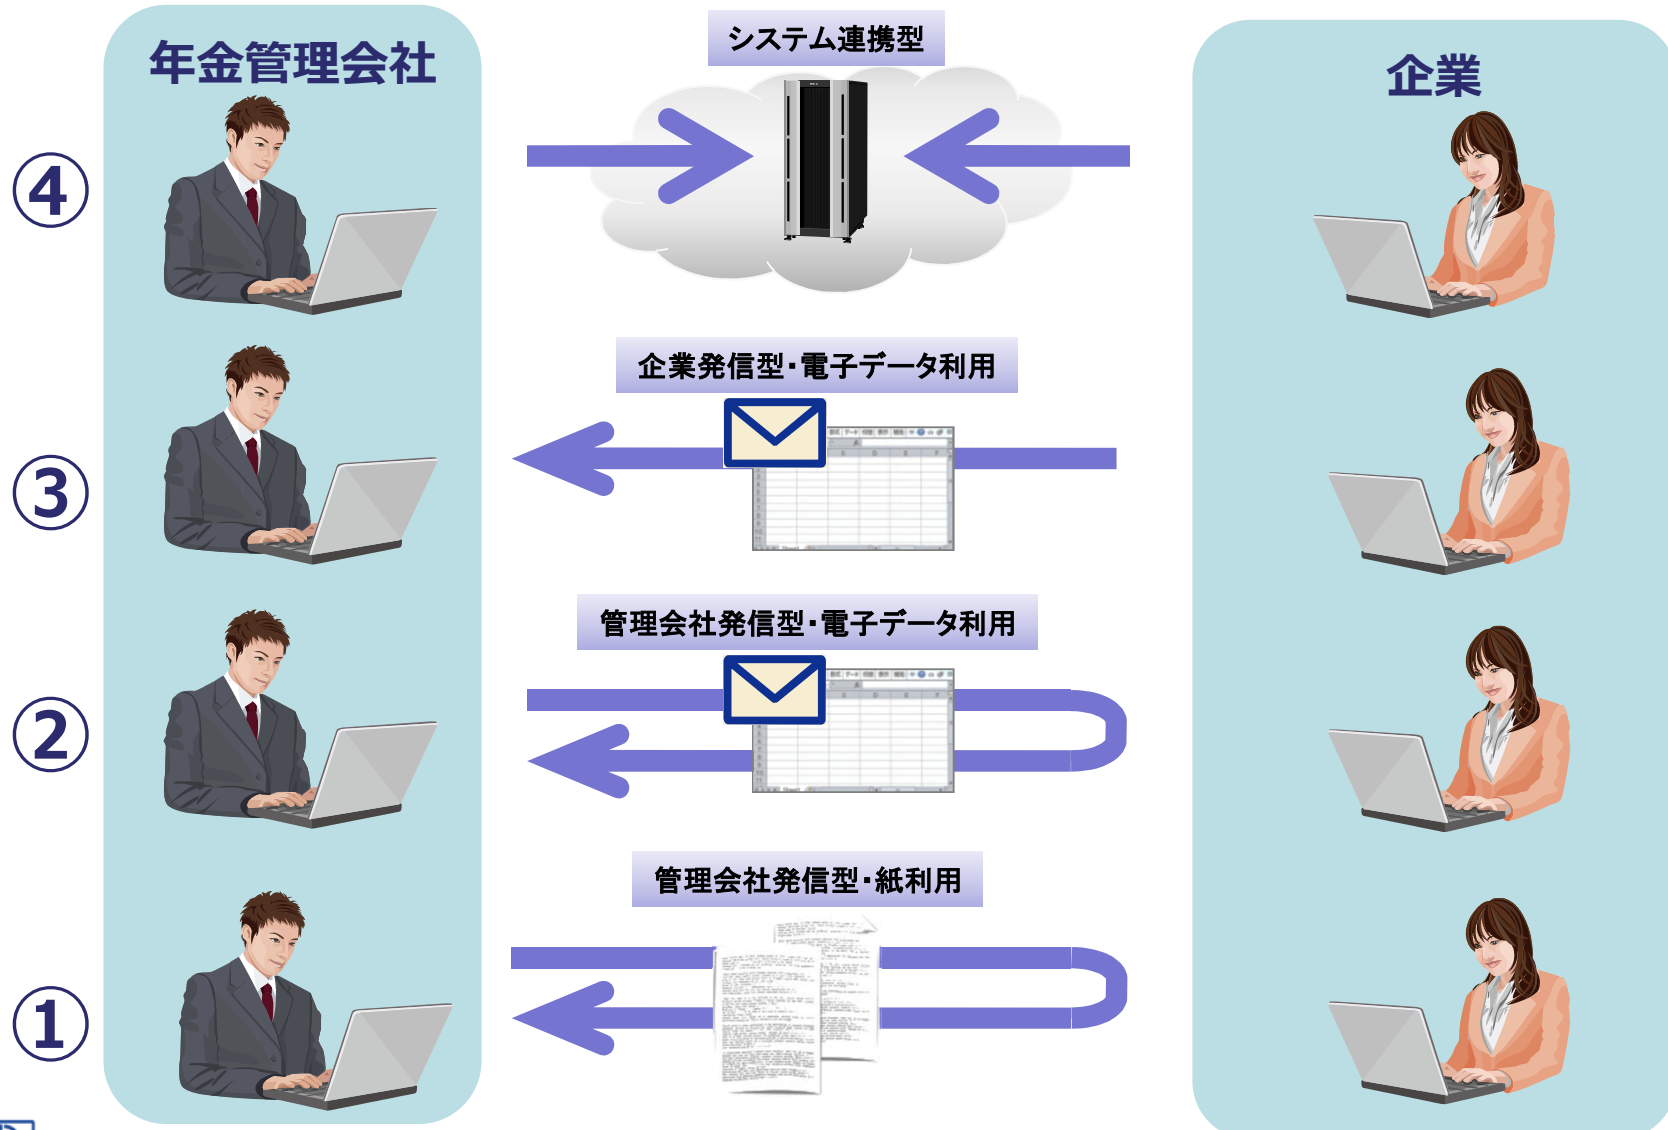 年金管理会社
システム連携型
企業
④
企業発信型・電子データ利用
③
管理会社発信型・電子データ利用
②
管理会社発信型・紙利用
①